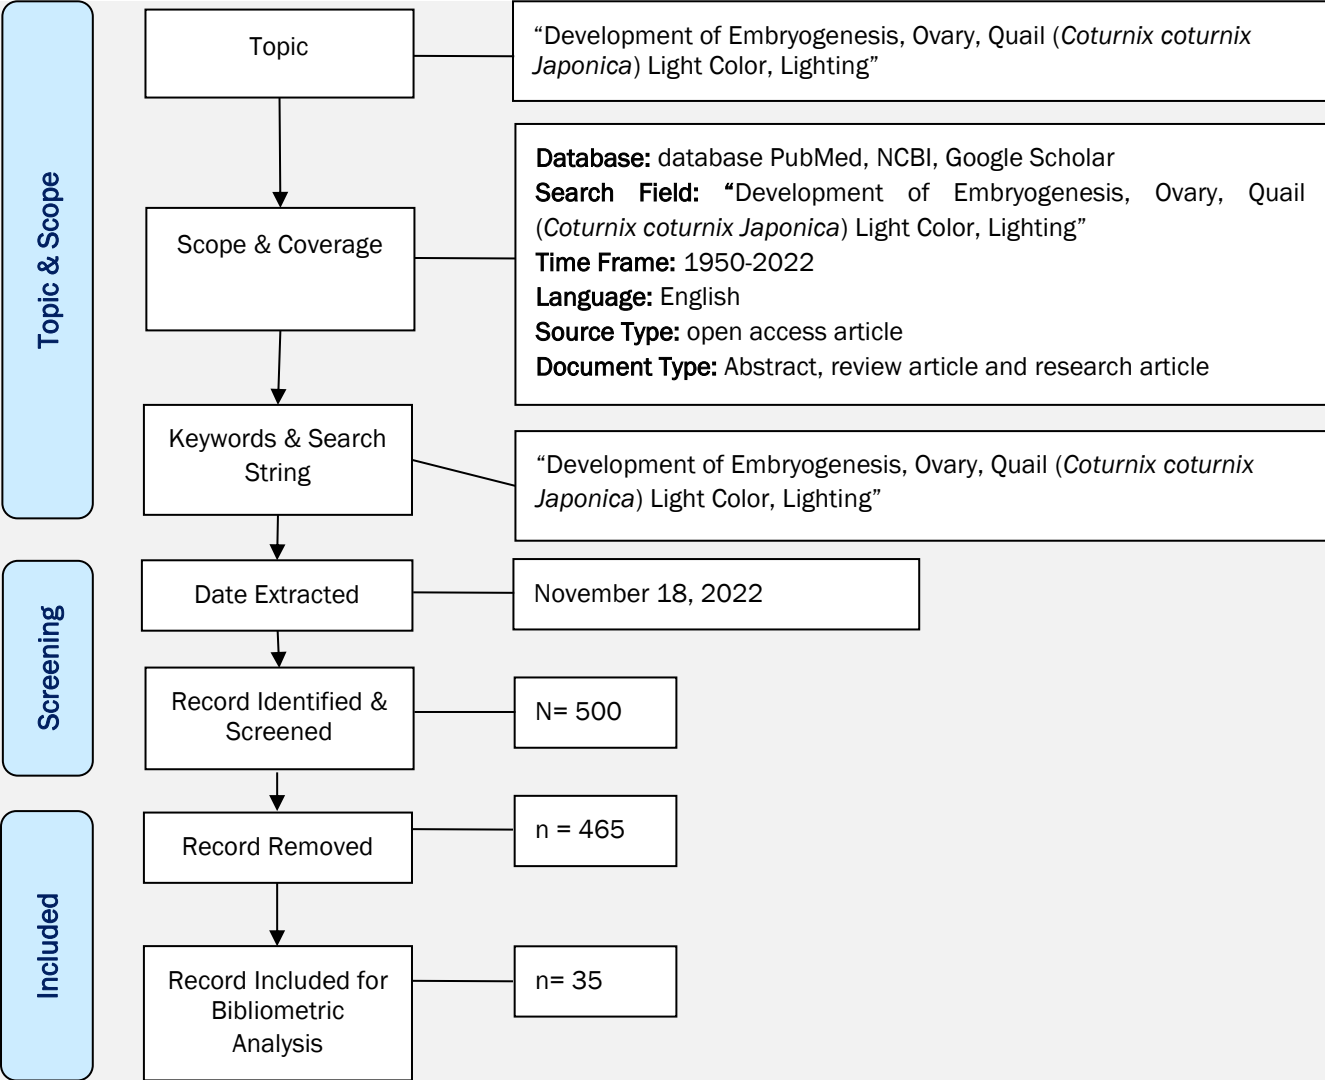 Topic & Scope
Topic
“Development of Embryogenesis, Ovary, Quail (Coturnix coturnix
Japonica) Light Color, Lighting”
Scope & Coverage
Database: database PubMed, NCBI, Google Scholar
Search Field: “Development of Embryogenesis, Ovary, Quail
(Coturnix coturnix Japonica) Light Color, Lighting”
Time Frame: 1950-2022
Language: English
Source Type: open access article
Document Type: Abstract, review article and research article
Keywords & Search
String
“Development of Embryogenesis, Ovary, Quail (Coturnix coturnix
Japonica) Light Color, Lighting”
Screening
Date Extracted
November 18, 2022
Record Identified &
Screened
N= 500
Included
Record Removed
n = 465
Record Included for
Bibliometric
Analysis
n= 35